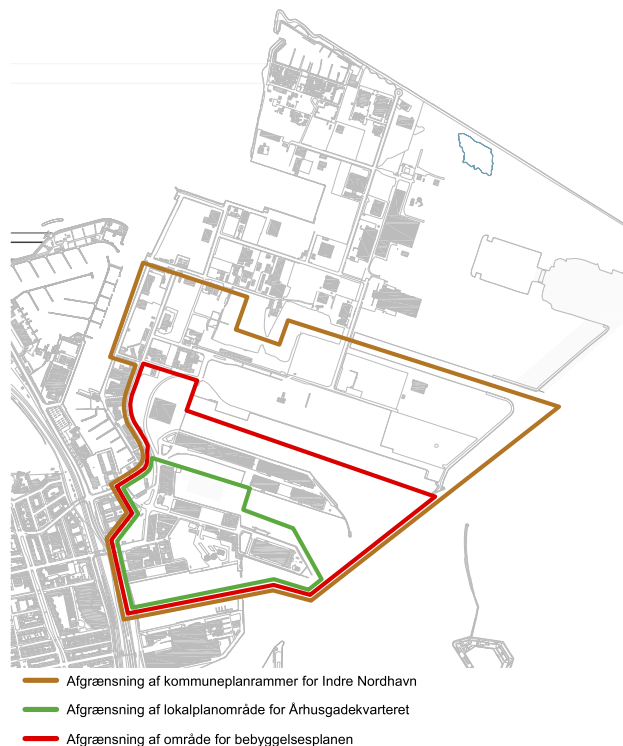 Afgrænsning af kommuneplanrammer for Indre Nordhavn
Afgrænsning af lokalplanområde for Århusgadekvarteret
Afgrænsning af område for bebyggelsesplanen